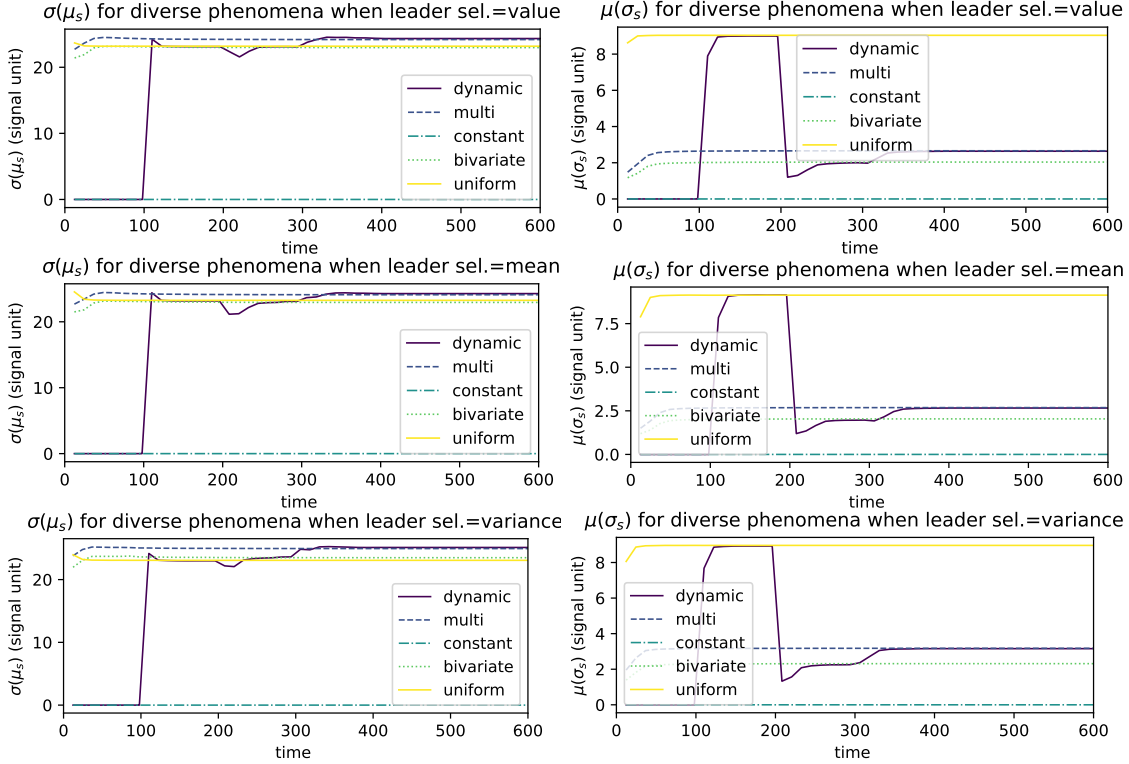 σ(μₛ) for diverse phenomena when leader sel.=value
σ(μₛ) (signal unit)
20
10
0
dynamic
multi
constant
bivariate
uniform
0 100 200 300 400 500 600
time
μ(σₛ) for diverse phenomena when leader sel.=value
μ(σₛ) (signal unit)
8
6
4
2
0
dynamic
multi
constant
bivariate
uniform
0 100 200 300 400 500 600
time
σ(μₛ) for diverse phenomena when leader sel.=mean
σ(μₛ) (signal unit)
20
10
0
dynamic
multi
constant
bivariate
uniform
0 100 200 300 400 500 600
time
μ(σₛ) for diverse phenomena when leader sel.=mean
μ(σₛ) (signal unit)
7.5
5.0
2.5
0.0
dynamic
multi
constant
bivariate
uniform
0 100 200 300 400 500 600
time
σ(μₛ) for diverse phenomena when leader sel.=variance
σ(μₛ) (signal unit)
20
10
0
dynamic
multi
constant
bivariate
uniform
0 100 200 300 400 500 600
time
μ(σₛ) for diverse phenomena when leader sel.=variance
μ(σₛ) (signal unit)
8
6
4
2
0
dynamic
multi
constant
bivariate
uniform
0 100 200 300 400 500 600
time